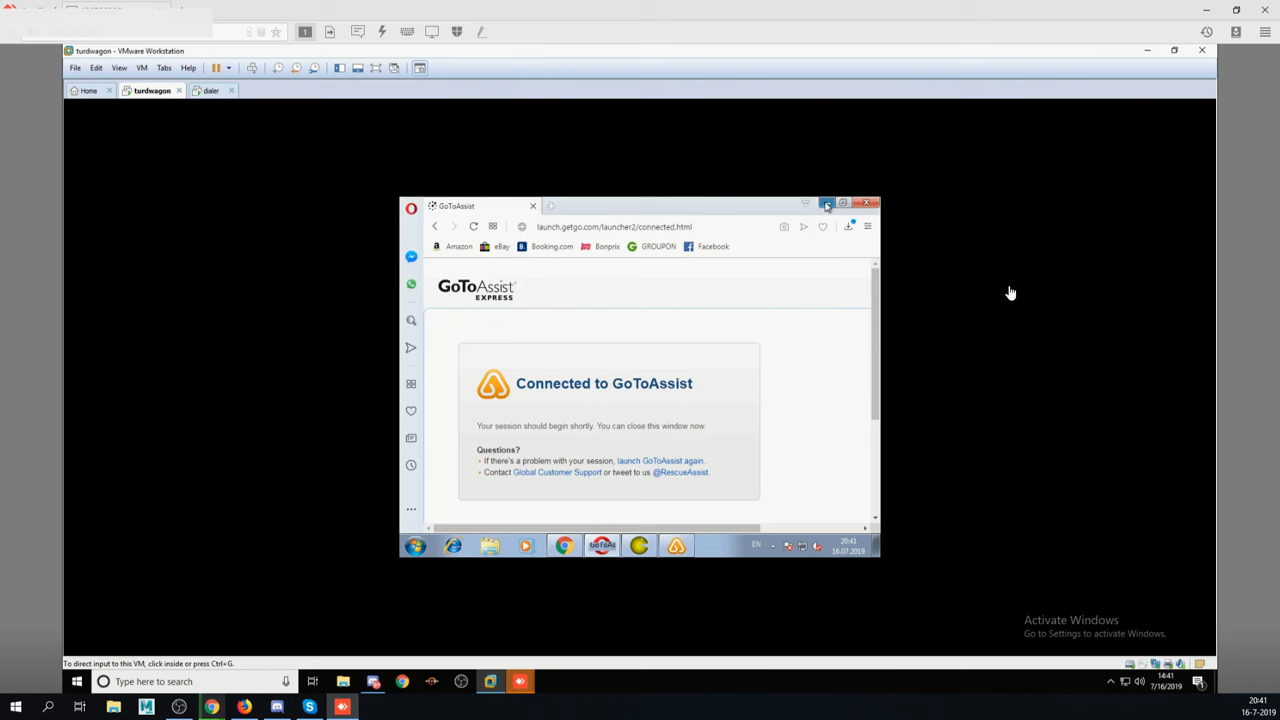 1
turdwagon - VMware Workstation
File Edit View VM Tabs Help
Home turdwagon dialer
GoToAssist
launch.getgo.com/launcher2/connected.html
Amazon eBay Booking.com Bonprix GROUPON Facebook
GoToAssist
EXPRESS
Connected to GoToAssist
Your session should begin shortly. You can close this window now.
Questions?
If there's a problem with your session, launch GoToAssist again.
Contact Global Customer Support or tweet to us @RescueAssist.
EN
20:41
16.07.2019
Activate Windows
Go to Settings to activate Windows.
To direct input to this VM, click inside or press Ctrl+G.
Type here to search
14:41
7/16/2019
20:41
16-7-2019